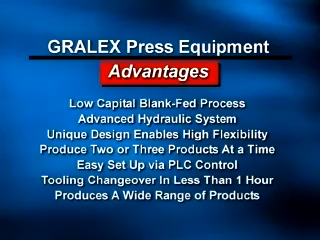 GRALEX Press Equipment
Advantages
Low Capital Blank-Fed Process
Advanced Hydraulic System
Unique Design Enables High Flexibility
Produce Two or Three Products At a Time
Easy Set Up via PLC Control
Tooling Changeover In Less Than 1 Hour
Produces A Wide Range of Products